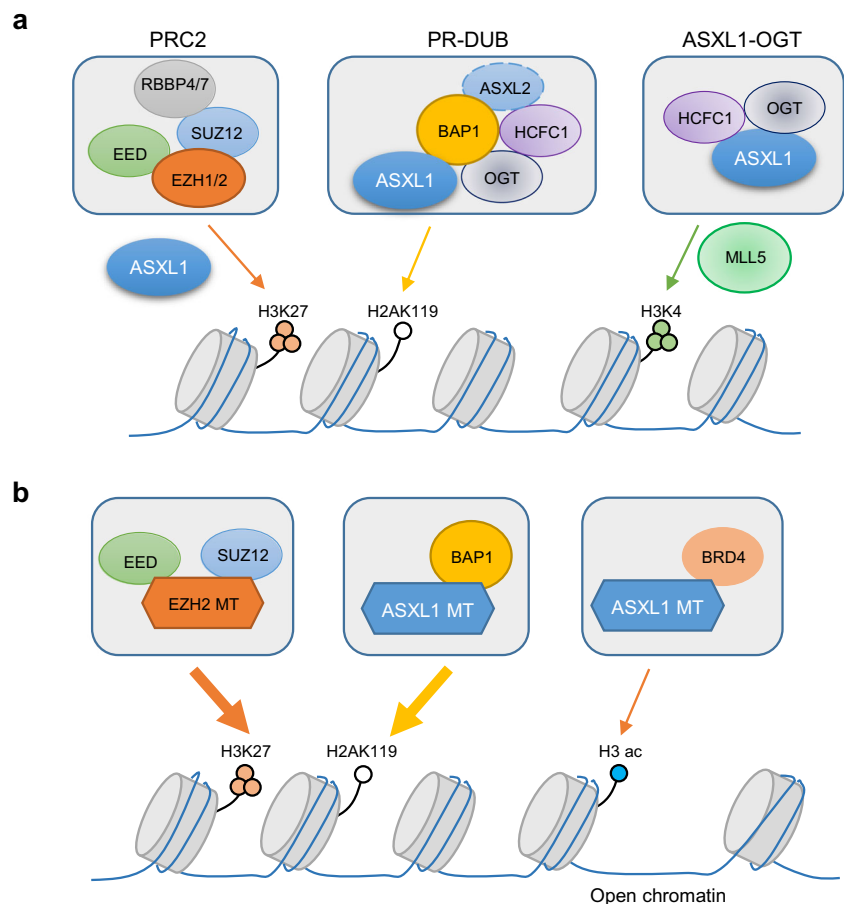 a
PRC2
PR-DUB
ASXL1-OGT
RBBP4/7
SUZ12
EED
EZH1/2
ASXL2
BAP1
HCFC1
ASXL1
OGT
HCFC1
OGT
ASXL1
ASXL1
MLL5
H3K27
H2AK119
H3K4
b
EED
SUZ12
EZH2 MT
BAP1
ASXL1 MT
BRD4
ASXL1 MT
H3K27
H2AK119
H3 ac
Open chromatin